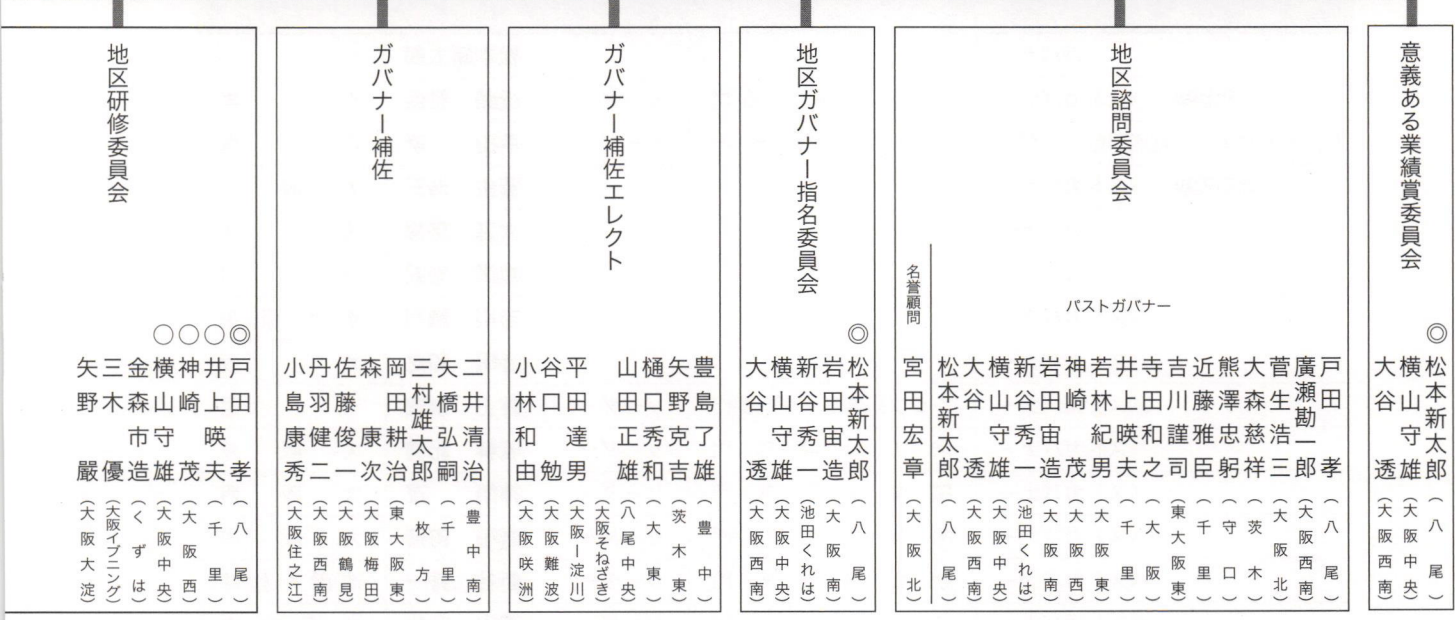 意義ある業績賞委員会
◎松本新太郎（八尾）
横山守雄（大阪中央）
大谷透（大阪西南）
地区諮問委員会
パストガバナー
戸田孝（八尾）
廣瀬勘一郎（大阪西南）
菅生浩三（大阪北）
大森慈祥（茨木）
熊澤忠躬（守口）
近藤雅臣（千里）
吉川謹司（東大阪東）
寺田和之（大阪）
井上暎夫（千里）
若林紀男（大阪東）
神崎茂（大阪西）
岩田宙造（大阪南）
新谷秀一（池田くれは）
横山守雄（大阪中央）
大谷透（大阪西南）
松本新太郎（八尾）
名誉顧問
宮田宏章（大阪北）
地区ガバナー指名委員会
◎松本新太郎（八尾）
岩田宙造（大阪南）
新谷秀一（池田くれは）
横山守雄（大阪中央）
大谷透（大阪西南）
ガバナー補佐エレクト
豊島了雄（豊中）
矢野克吉（茨木東）
樋口秀和（大東）
山田正雄（八尾中央）
（大阪そねざき）
平田達男（大阪ー淀川）
谷口勉（大阪難波）
小林和由（大阪咲洲）
ガバナー補佐
二井清治（豊中南）
矢橋弘嗣（千里）
三村雄太郎（枚方）
岡田耕治（東大阪東）
森康次（大阪梅田）
佐藤俊一（大阪鶴見）
丹羽健二（大阪西南）
小島康秀（大阪住之江）
地区研修委員会
◎戸田孝（八尾）
○井上暎夫（千里）
○神崎茂（大阪西）
○横山守雄（大阪中央）
金森市造（くずは）
三木優（大阪イブニング）
矢野嚴（大阪大淀）